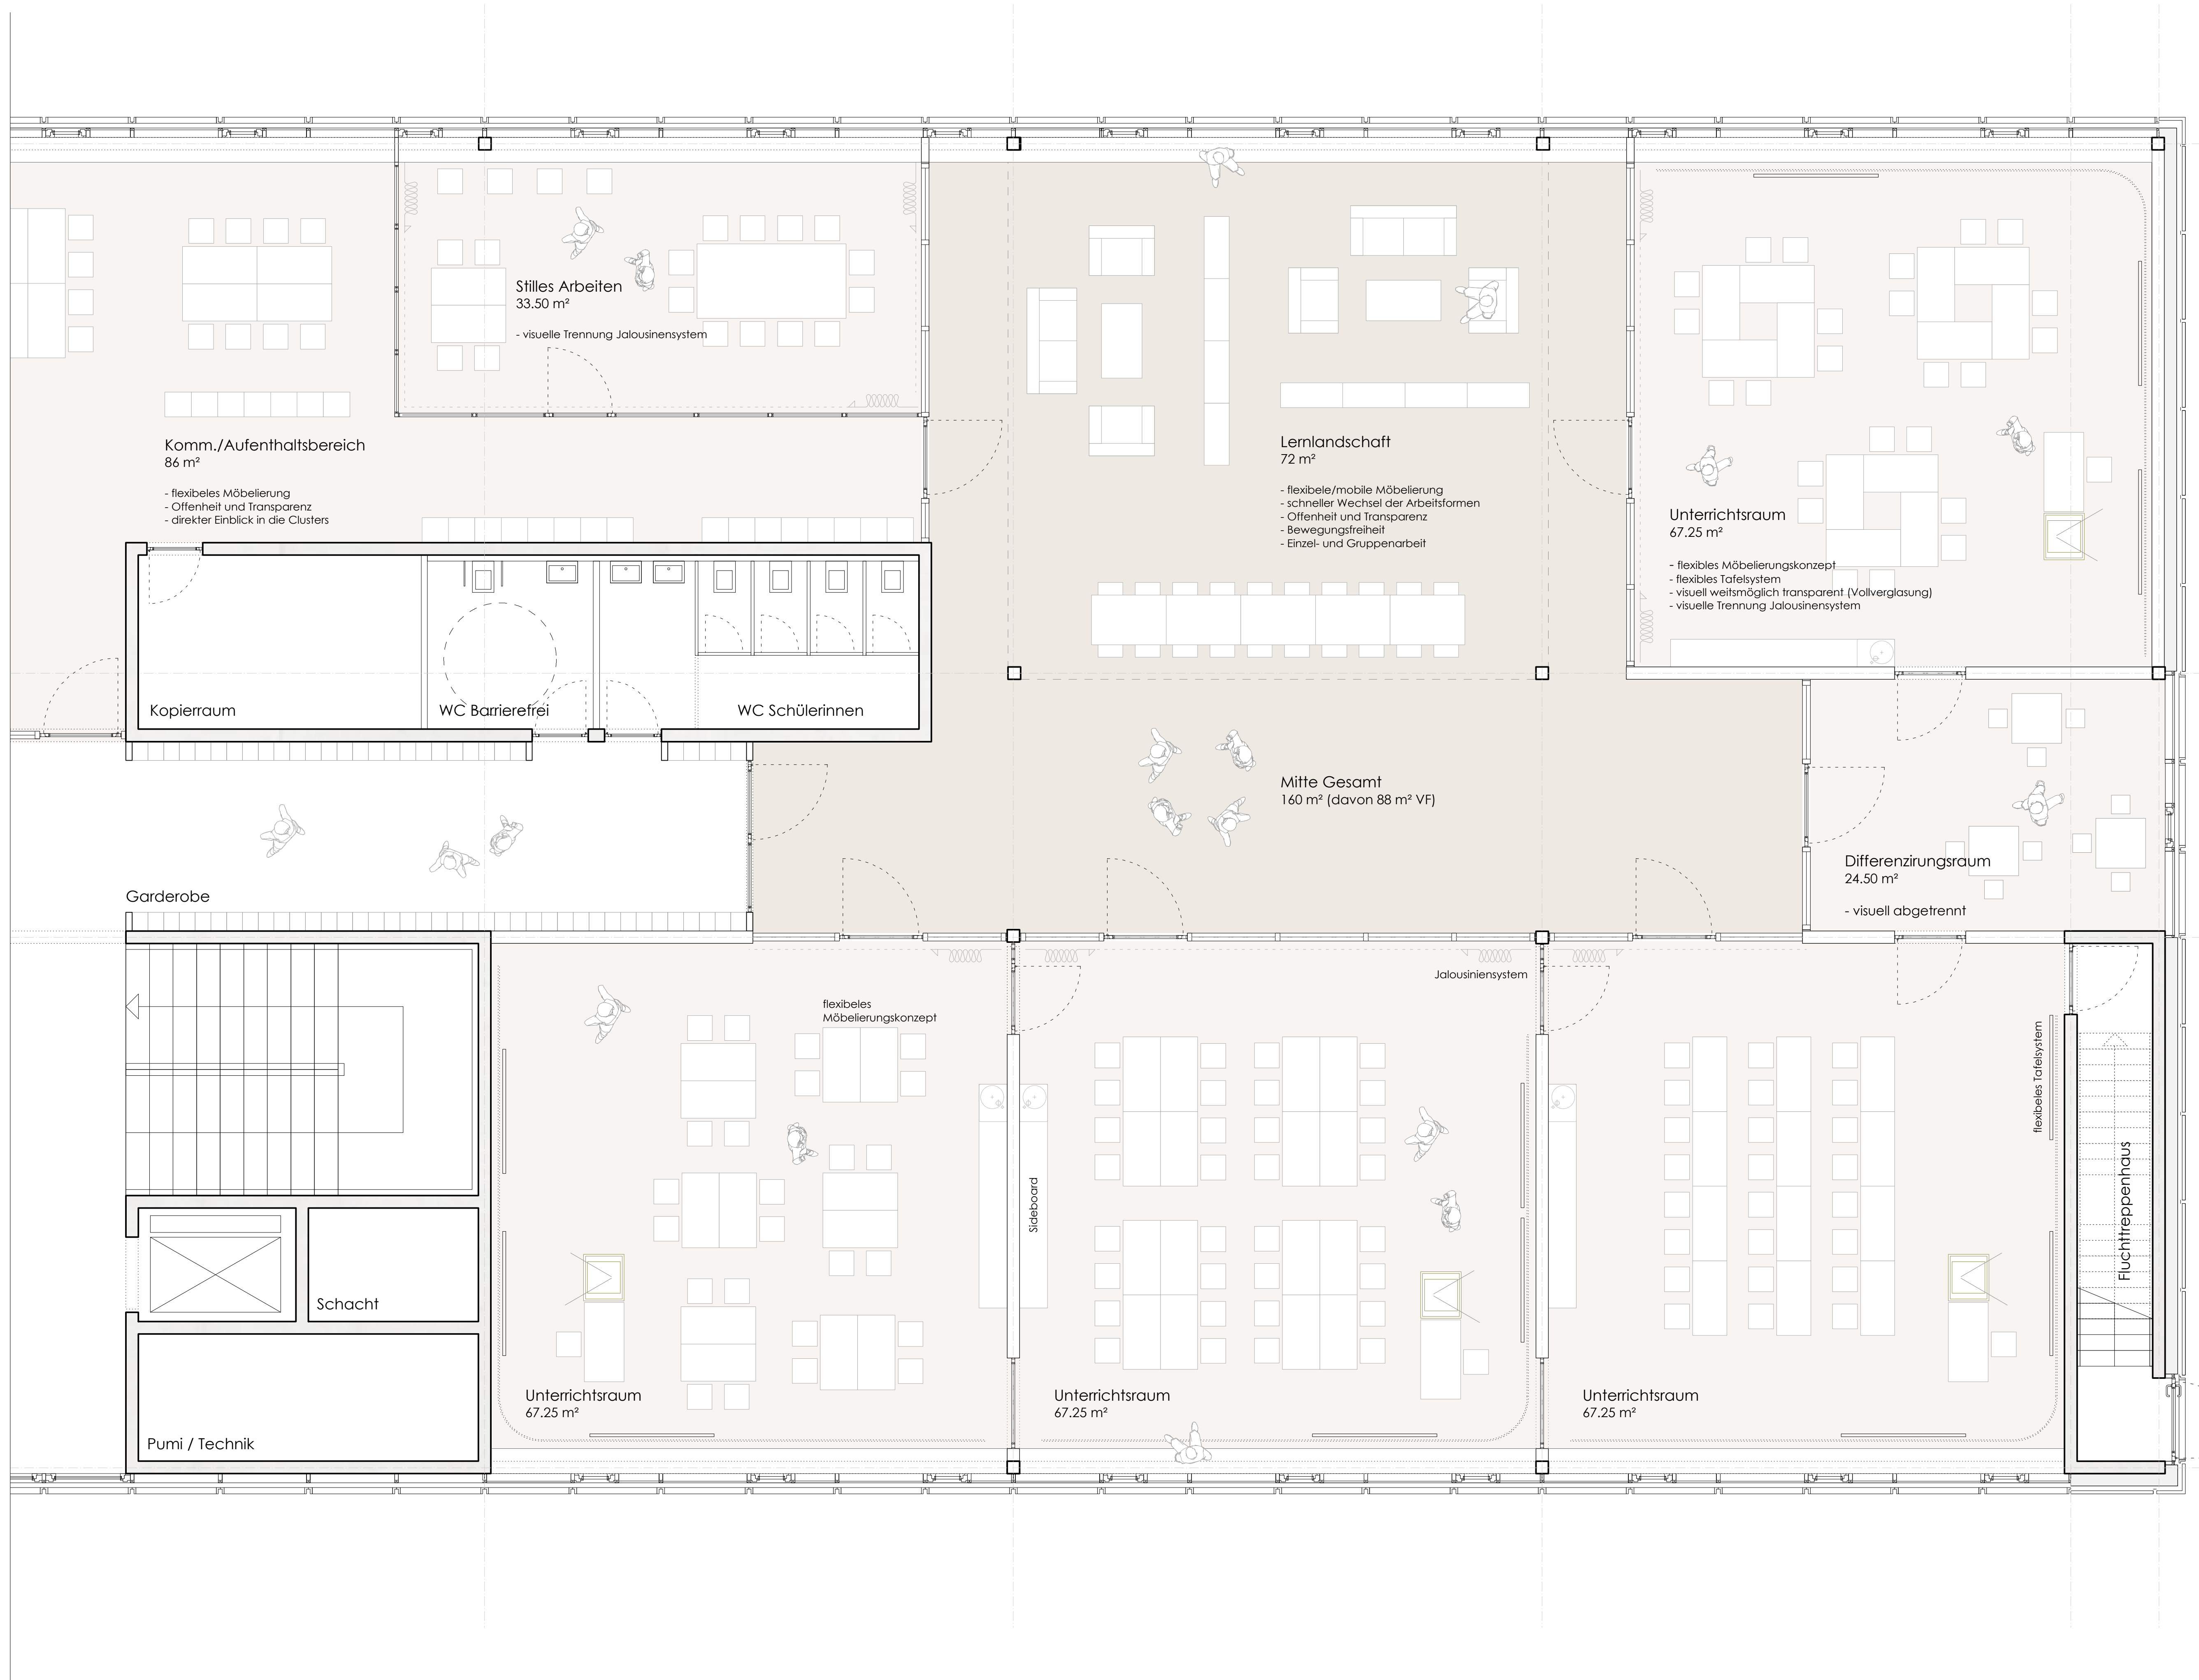 Stilles Arbeiten
33.50 m²
- visuelle Trennung Jalousinensystem
Komm./Aufenthaltsbereich
86 m²
- flexibeles Möbelierung
- Offenheit und Transparenz
- direkter Einblick in die Clusters
Lernlandschaft
72 m²
- flexibele/mobile Möbelierung
- schneller Wechsel der Arbeitsformen
- Offenheit und Transparenz
- Bewegungsfreiheit
- Einzel- und Gruppenarbeit
Unterrichtsraum
67.25 m²
- flexibles Möbelierungskonzept
- flexibles Tafelsystem
- visuell weitsmöglich transparent (Vollverglasung)
- visuelle Trennung Jalousinensystem
Kopierraum
WC Barrierefrei
WC Schülerinnen
Mitte Gesamt
160 m² (davon 88 m² VF)
Differenzirungsraum
24.50 m²
- visuell abgetrennt
Garderobe
flexibeles
Möbelierungskonzept
Jalousiniensystem
flexibeles Tafelsystem
Sideboard
Fluchttreppenhaus
Schacht
Pumi / Technik
Unterrichtsraum
67.25 m²
Unterrichtsraum
67.25 m²
Unterrichtsraum
67.25 m²